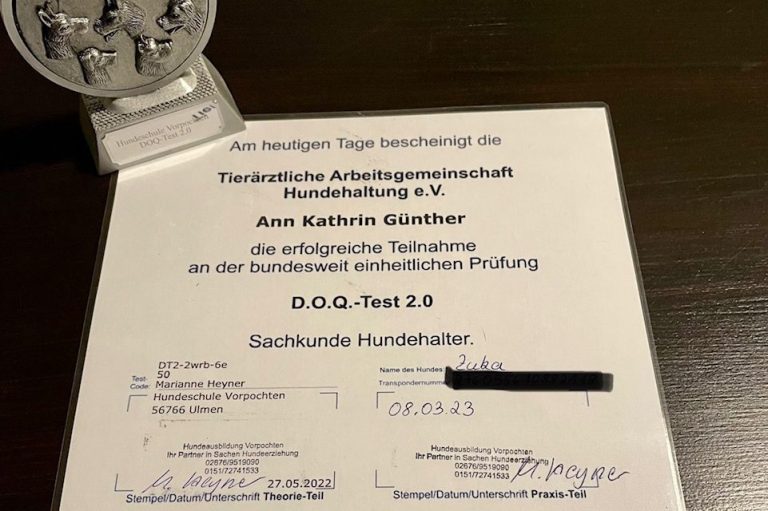 Hundeschule Vorpochten
DOQ-Test 2.0
Am heutigen Tage bescheinigt die
Tierärztliche Arbeitsgemeinschaft
Hundehaltung e.V.
Ann Kathrin Günther
die erfolgreiche Teilnahme
an der bundesweit einheitlichen Prüfung
D.O.Q.-Test 2.0
Sachkunde Hundehalter.
Test-
Code:
DT2-2wrb-6e
50
Marianne Heyner
Hundeschule Vorpochten
56766 Ulmen
Name des Hundes: Zuka
Transpondernummer
08.03.23
Hundeausbildung Vorpochten
Ihr Partner in Sachen Hundeerziehung
02676/9519090
0151/72741533
M. Heyner 27.05.2022
Stempel/Datum/Unterschrift Theorie-Teil
Hundeausbildung Vorpochten
Ihr Partner in Sachen Hundeerziehung
02676/9519090
0151/72741533
M. Heyner
Stempel/Datum/Unterschrift Praxis-Teil